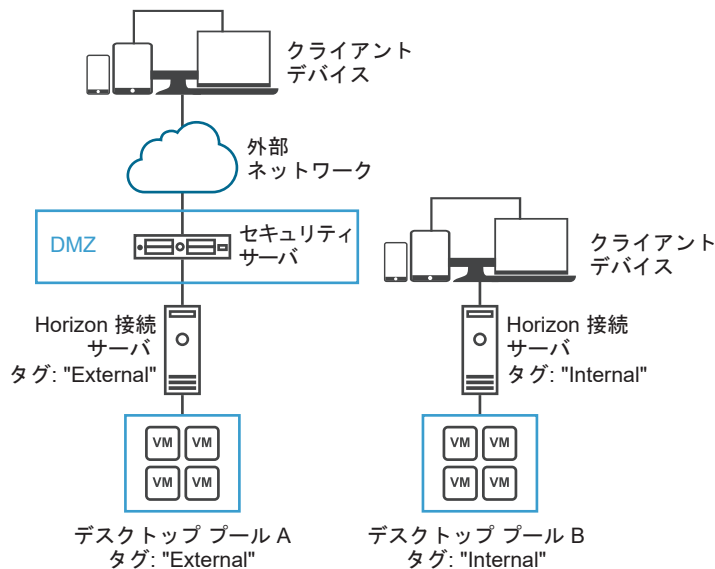 クライアント
デバイス
外部
ネットワーク
DMZ
セキュリティ
サーバ
Horizon 接続
サーバ
タグ: "External"
VM VM
VM VM
デスクトップ プール A
タグ: "External"
クライアント
デバイス
Horizon 接続
サーバ
タグ: "Internal"
VM VM
VM VM
デスクトップ プール B
タグ: "Internal"